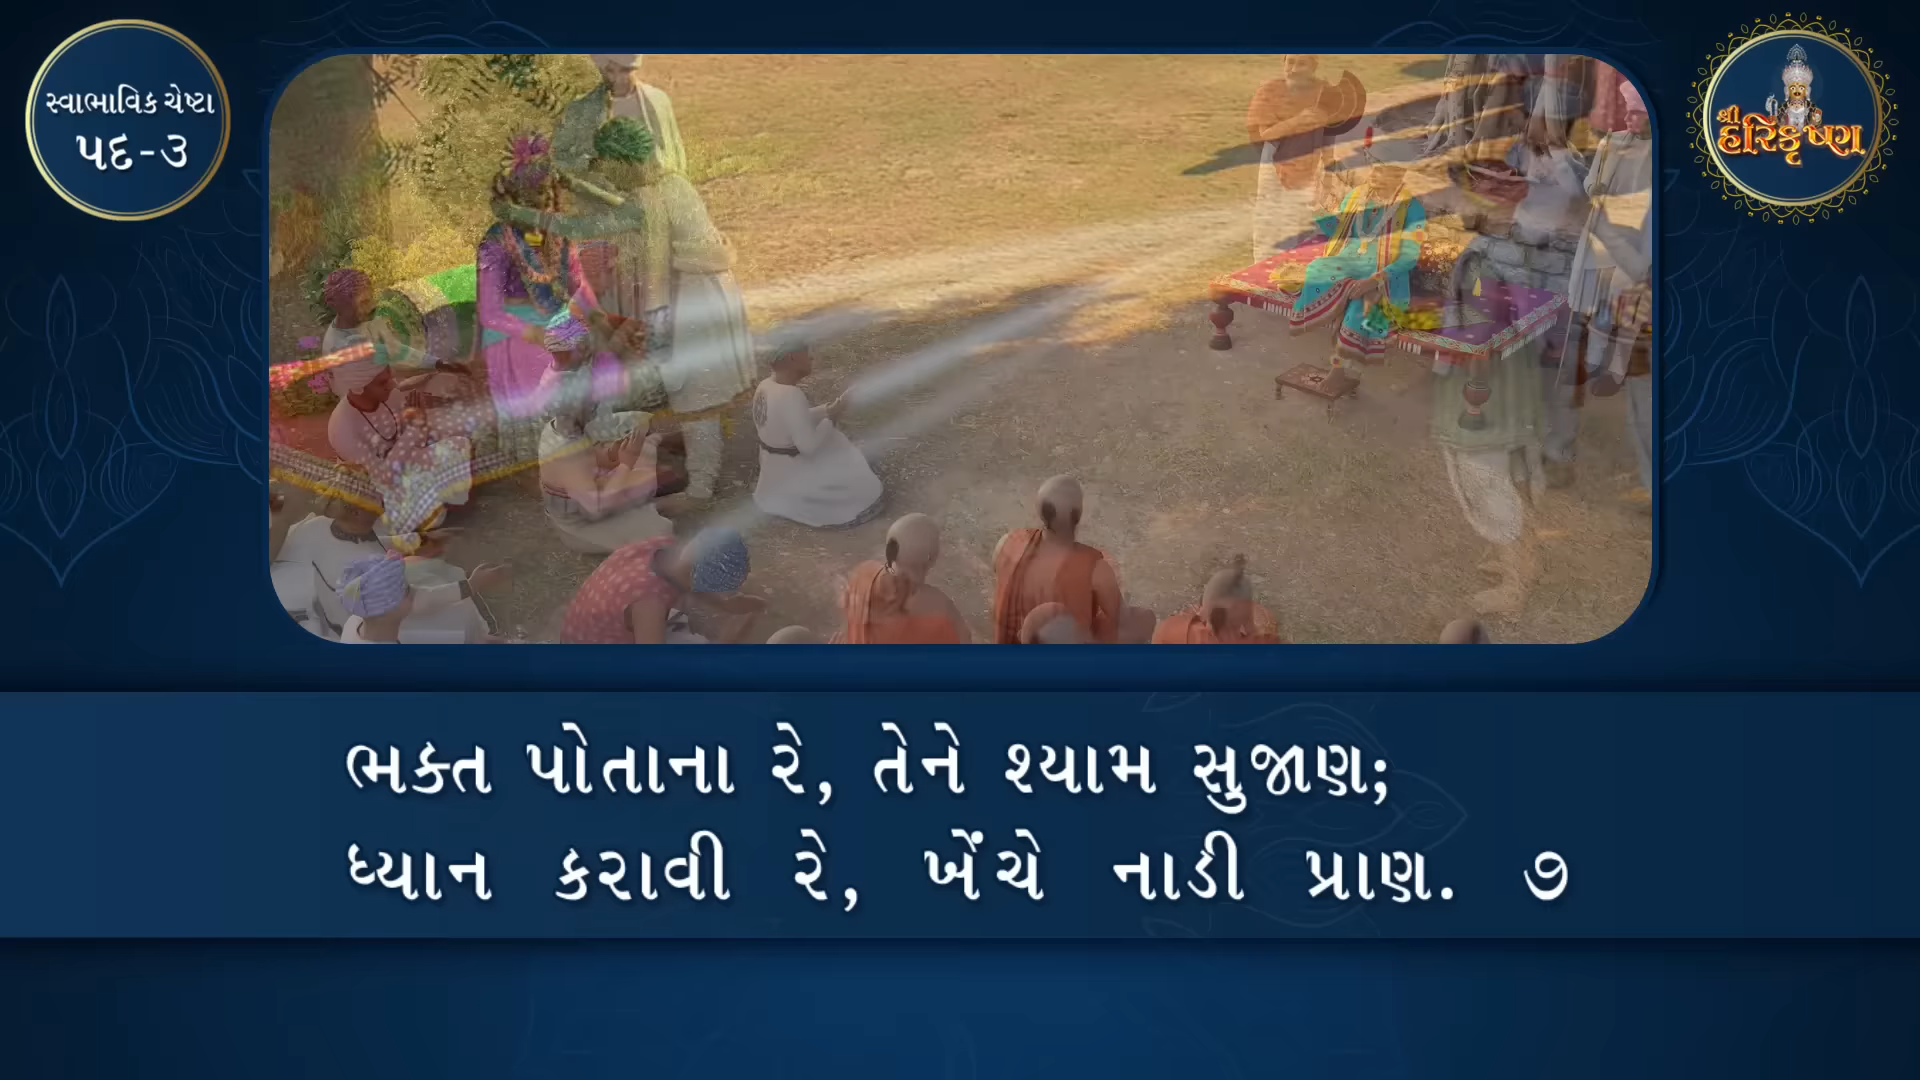 સ્વાભાવિક ચેષ્ટા
પદ-૩
શ્રી
હરિકૃષ્ણ
ભક્ત પોતાના રે, તેને શ્યામ સુજાણ;
ધ્યાન કરાવી રે, ખેંચે નાડી પ્રાણ. ૭